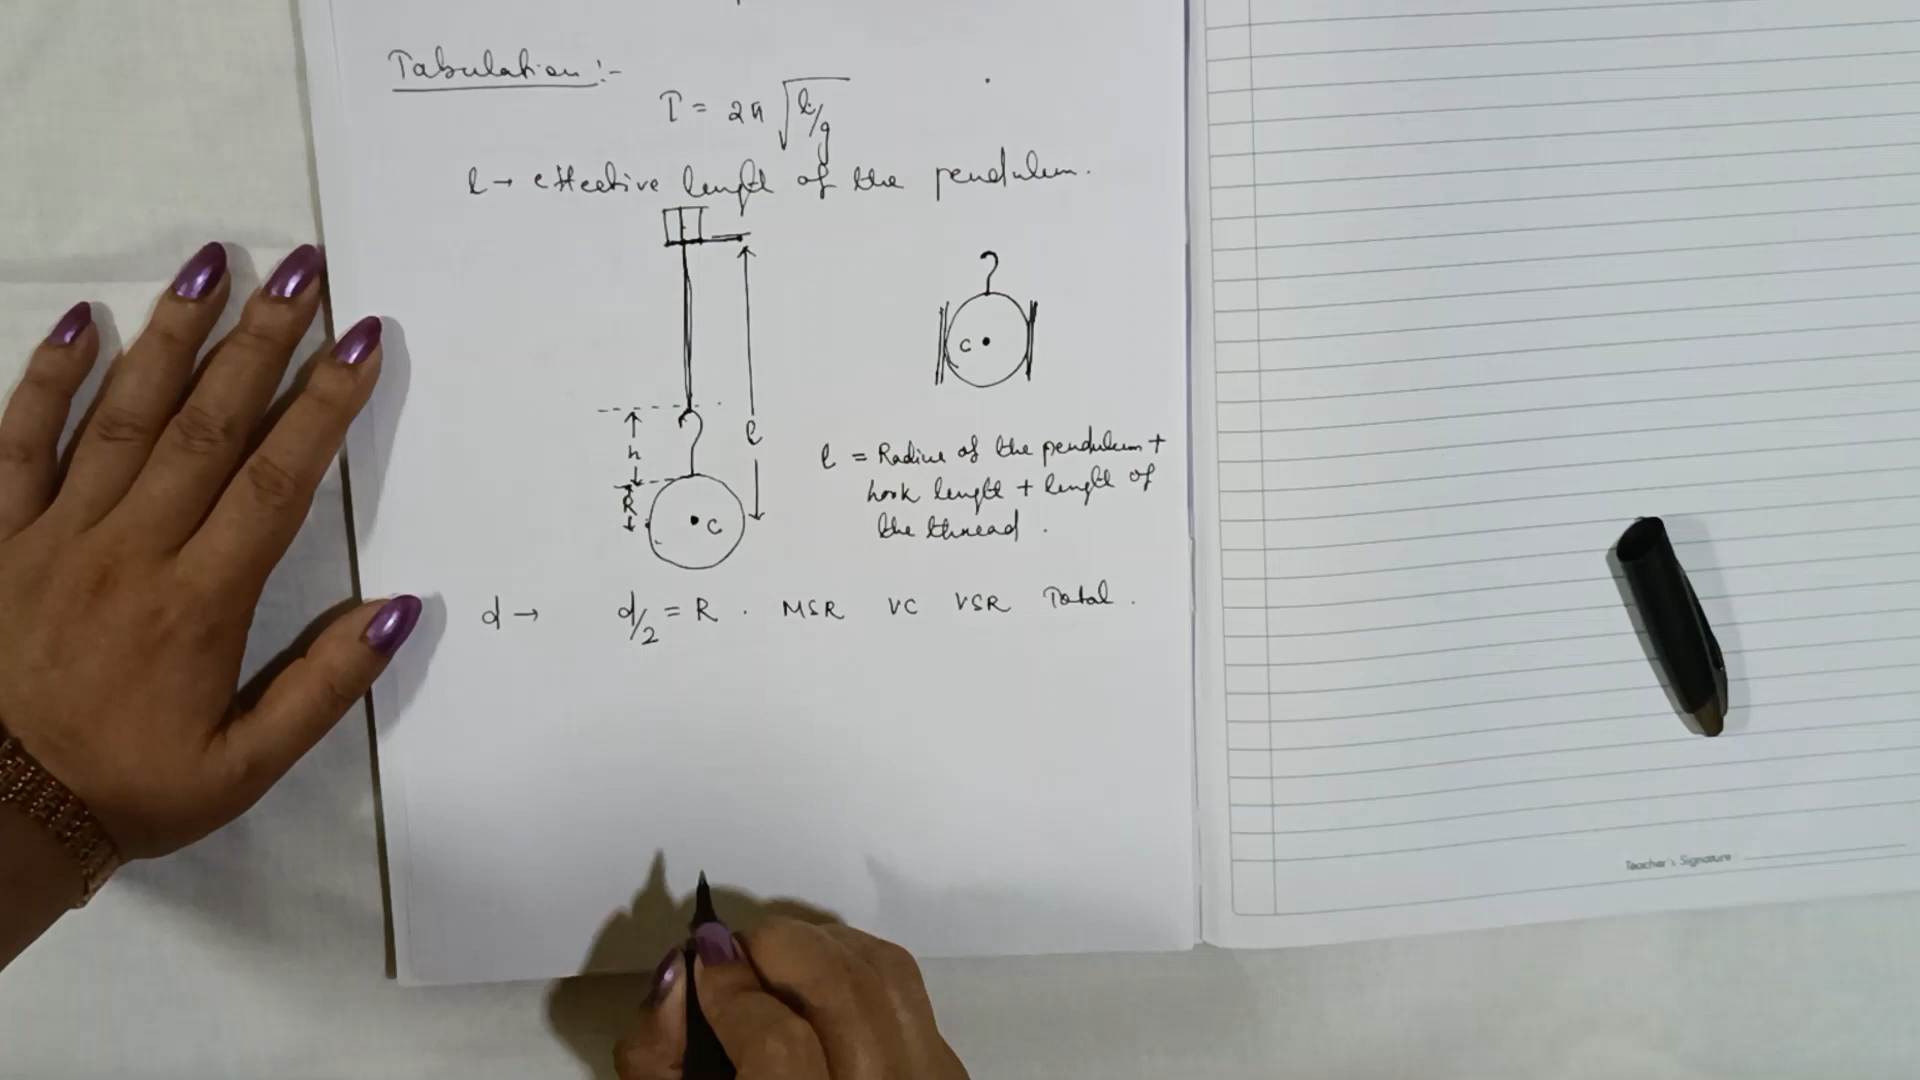 Tabulation :-
T = 2π √l/g
l → effective length of the pendulum.
C
h
l
R
C
l = Radius of the pendulum +
hook length + length of
the thread.
d → d/2 = R . MSR VC VSR Total.
Teacher's Signature